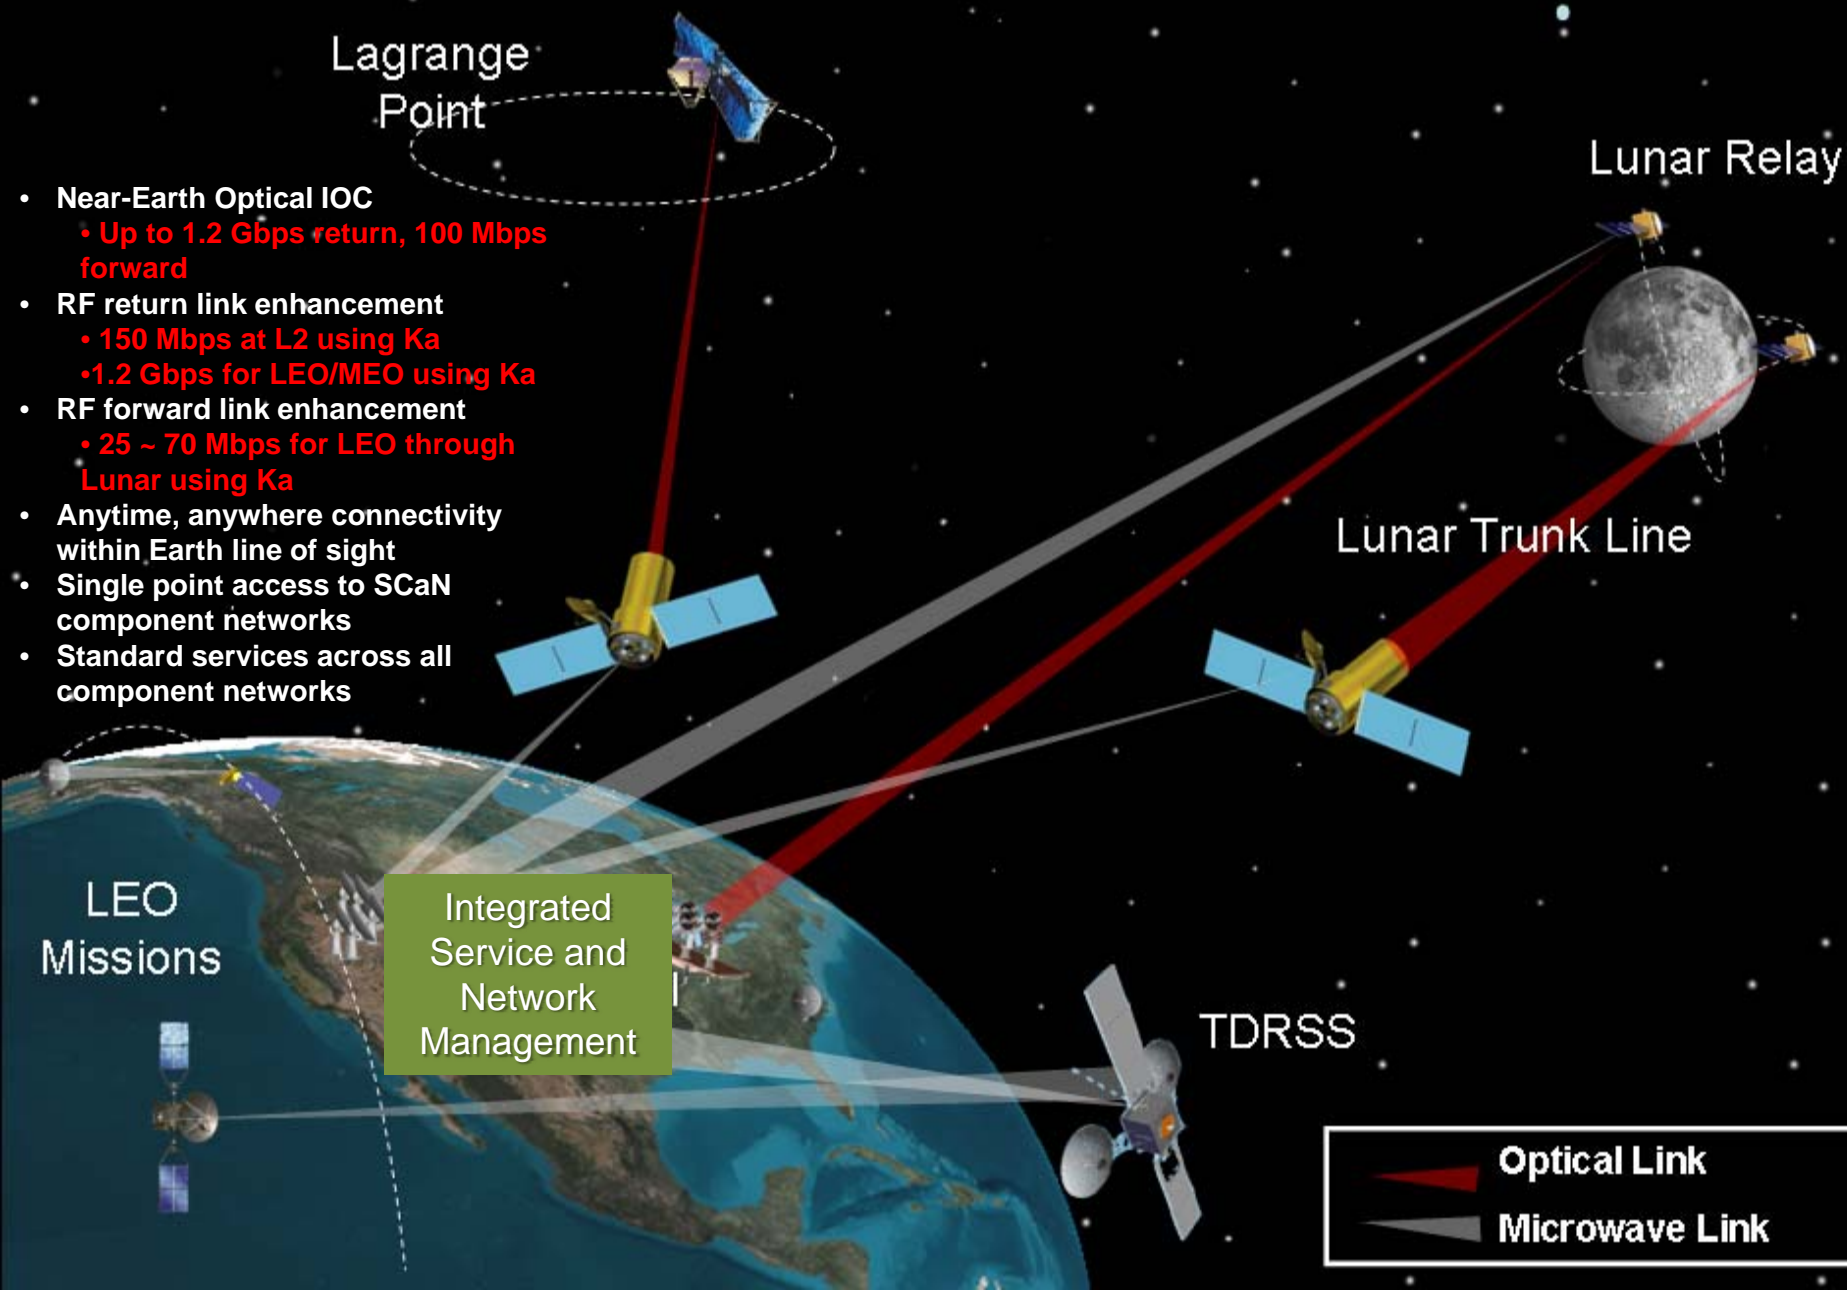 Lagrange
Point
Lunar Relay
• Near-Earth Optical IOC
• Up to 1.2 Gbps return, 100 Mbps
forward
• RF return link enhancement
• 150 Mbps at L2 using Ka
•1.2 Gbps for LEO/MEO using Ka
• RF forward link enhancement
• 25 ~ 70 Mbps for LEO through
Lunar using Ka
• Anytime, anywhere connectivity
within Earth line of sight
• Single point access to SCaN
component networks
• Standard services across all
component networks
Lunar Trunk Line
LEO
Missions
Integrated
Service and
Network
Management
TDRSS
Optical Link
Microwave Link